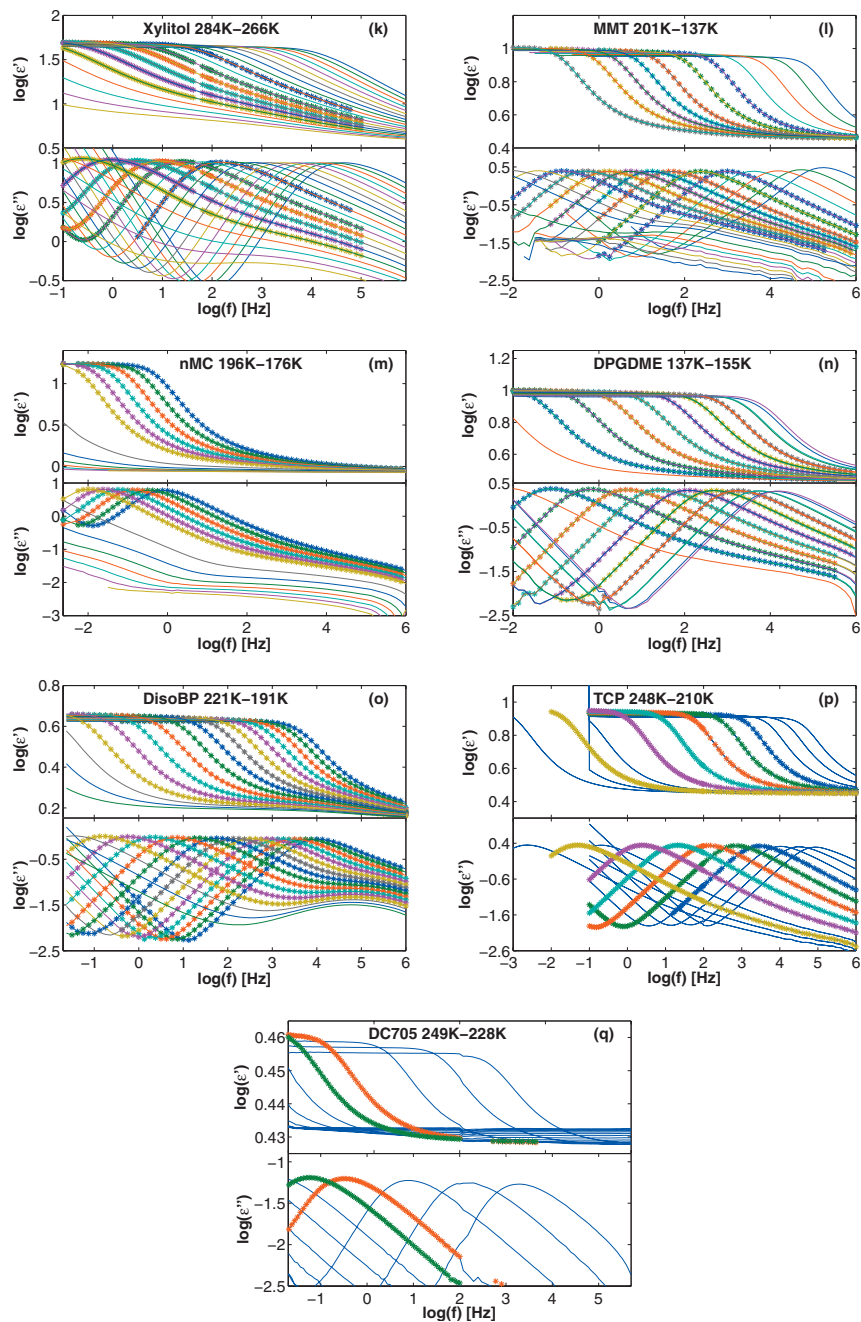 Xylitol 284K−266K (k)
log(ε')
2
1.5
1
0.5
log(ε'')
1
0.5
0
−0.5
−1 0 1 2 3 4 5
log(f) [Hz]
MMT 201K−137K (l)
log(ε')
1
0.8
0.6
0.4
log(ε'')
0.5
−0.5
−1.5
−2.5
−2 0 2 4 6
log(f) [Hz]
nMC 196K−176K (m)
log(ε')
1
0.5
0
log(ε'')
1
0
−1
−2
−3
−2 0 2 4 6
log(f) [Hz]
DPGDME 137K−155K (n)
log(ε')
1.2
1
0.8
0.6
log(ε'')
0.5
−0.5
−1.5
−2.5
−2 0 2 4 6
log(f) [Hz]
DisoBP 221K−191K (o)
log(ε')
0.8
0.6
0.4
0.2
log(ε'')
−0.5
−1.5
−2.5
−1 0 1 2 3 4 5 6
log(f) [Hz]
TCP 248K−210K (p)
log(ε')
1
0.8
0.6
0.4
log(ε'')
0.4
−0.6
−1.6
−2.6
−3 −2 −1 0 1 2 3 4 5 6
log(f) [Hz]
DC705 249K−228K (q)
log(ε')
0.46
0.45
0.44
0.43
log(ε'')
−1
−1.5
−2
−2.5
−1 0 1 2 3 4 5
log(f) [Hz]